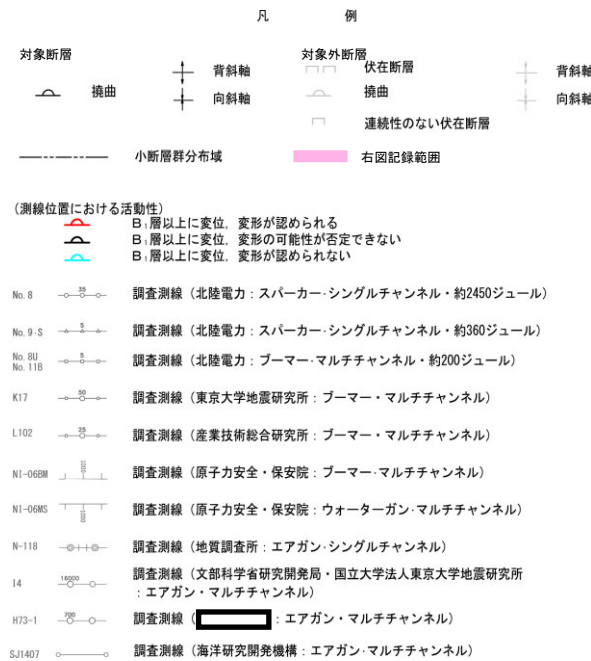 凡 例
対象断層 対象外断層
背斜軸 伏在断層 背斜軸
撓曲 向斜軸 撓曲 向斜軸
連続性のない伏在断層
小断層群分布域 右図記録範囲
(測線位置における活動性)
B₁層以上に変位,変形が認められる
B₁層以上に変位,変形の可能性が否定できない
B₁層以上に変位,変形が認められない
No.8 35 調査測線(北陸電力:スパーカー・シングルチャンネル・約2450ジュール)
No.9-S 5 調査測線(北陸電力:スパーカー・シングルチャンネル・約360ジュール)
No.8U
No.11B 5 調査測線(北陸電力:ブーマー・マルチチャンネル・約200ジュール)
K17 50 調査測線(東京大学地震研究所:ブーマー・マルチチャンネル)
L102 25 調査測線(産業技術総合研究所:ブーマー・マルチチャンネル)
NI-06BM 1000 調査測線(原子力安全・保安院:ブーマー・マルチチャンネル)
NI-06MS 1000 調査測線(原子力安全・保安院:ウォーターガン・マルチチャンネル)
N-118 調査測線(地質調査所:エアガン・シングルチャンネル)
I4 16000 調査測線(文部科学省研究開発局・国立大学法人東京大学地震研究所
:エアガン・マルチチャンネル)
H73-1 700 調査測線( :エアガン・マルチチャンネル)
SJ1407 調査測線(海洋研究開発機構:エアガン・マルチチャンネル)